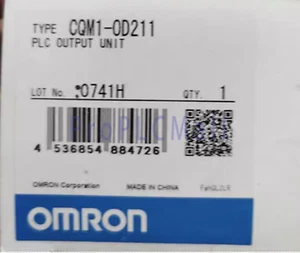 TYPE CQM1-OD211
PLC OUTPUT UNIT
LOT No. :0741H QTY. 1
4 536854 884726
OMRON Corporation MADE IN CHINA
OMRON